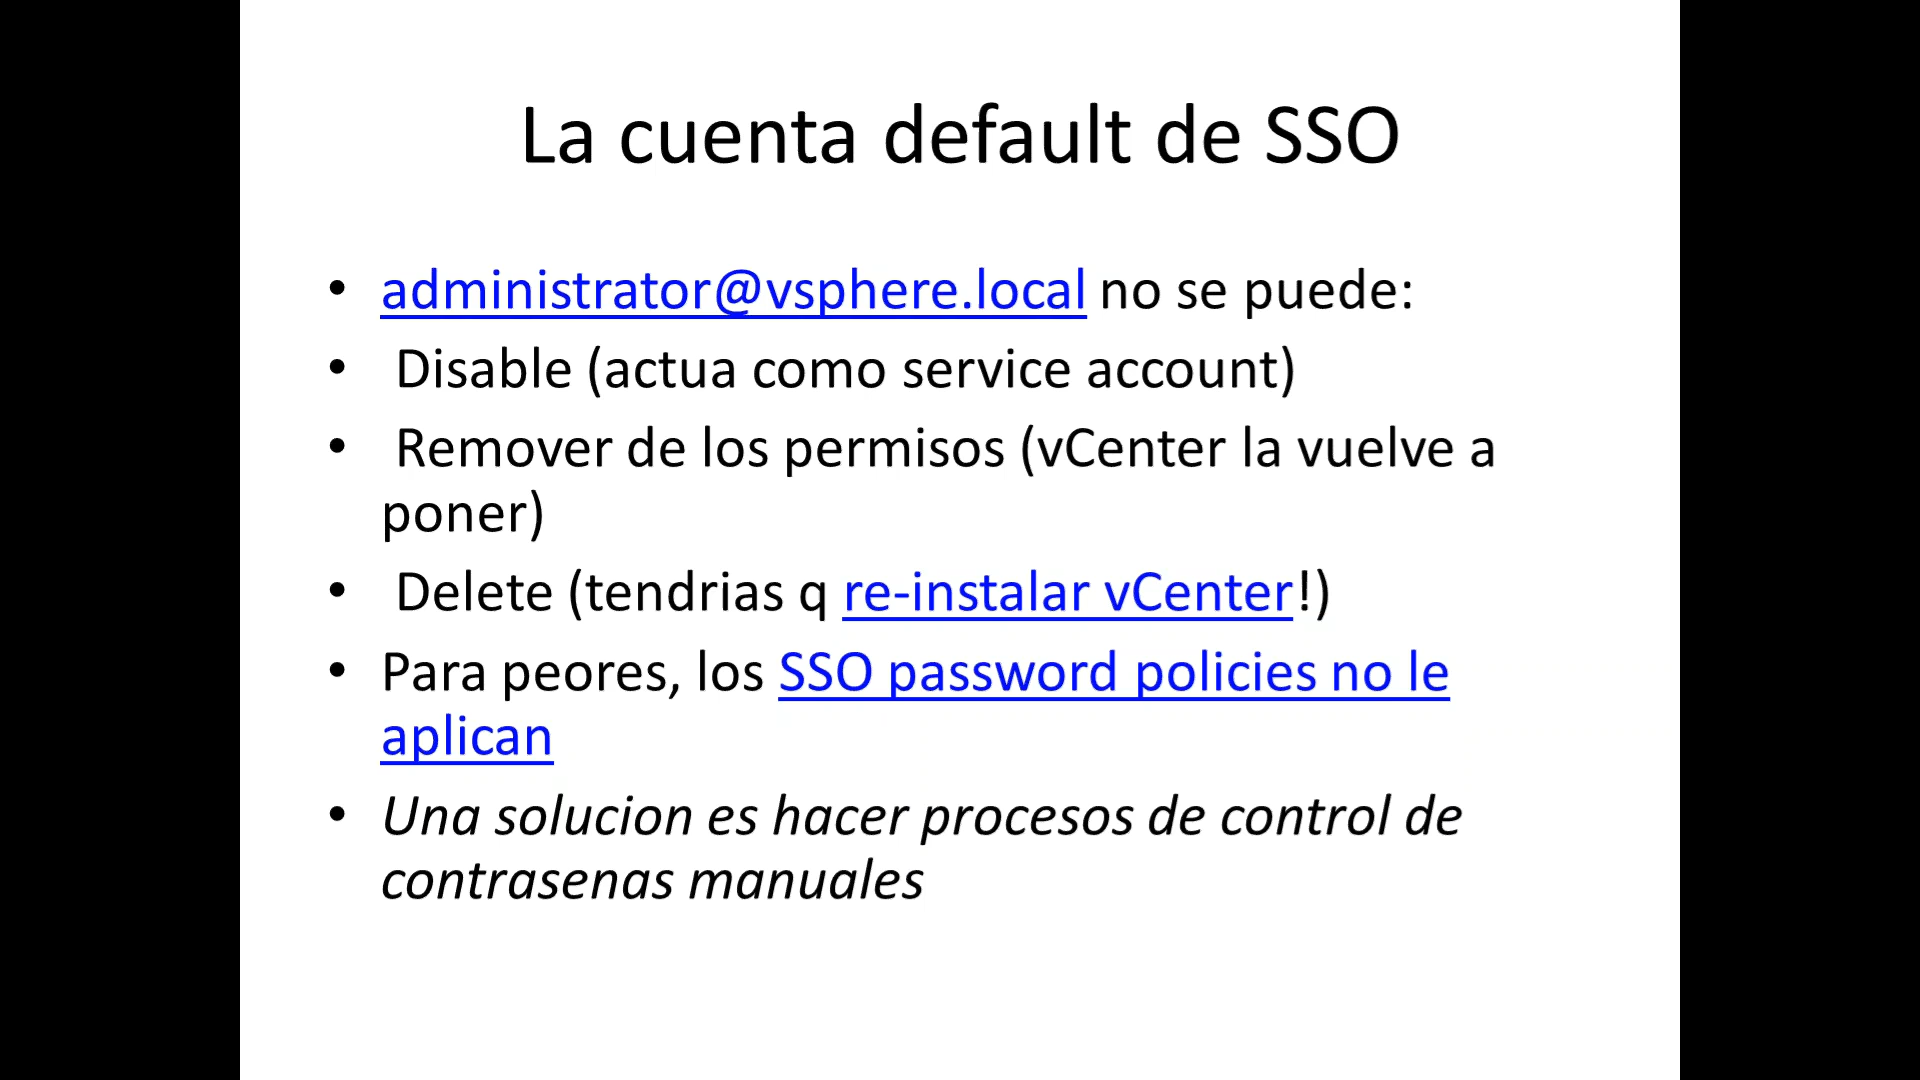 La cuenta default de SSO
• administrator@vsphere.local no se puede:
• Disable (actua como service account)
• Remover de los permisos (vCenter la vuelve a
poner)
• Delete (tendrias q re-instalar vCenter!)
• Para peores, los SSO password policies no le
aplican
• Una solucion es hacer procesos de control de
contrasenas manuales